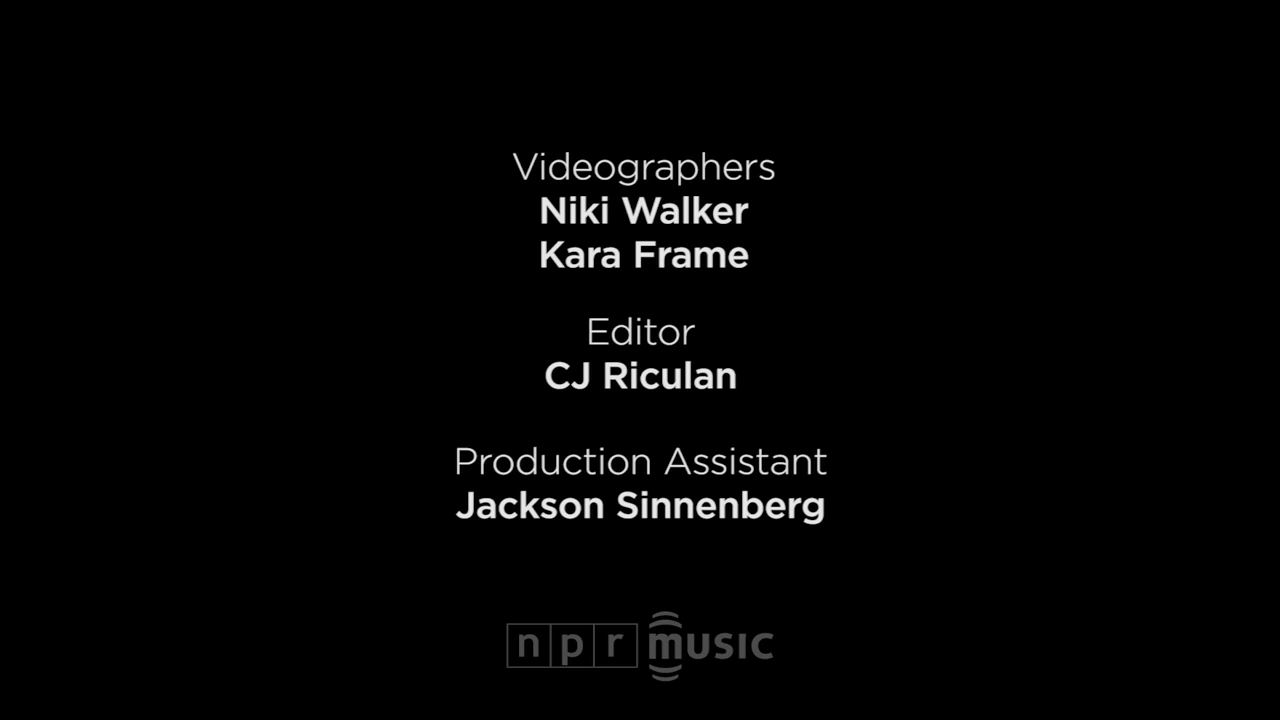 Videographers
Niki Walker
Kara Frame
Editor
CJ Riculan
Production Assistant
Jackson Sinnenberg
npr music